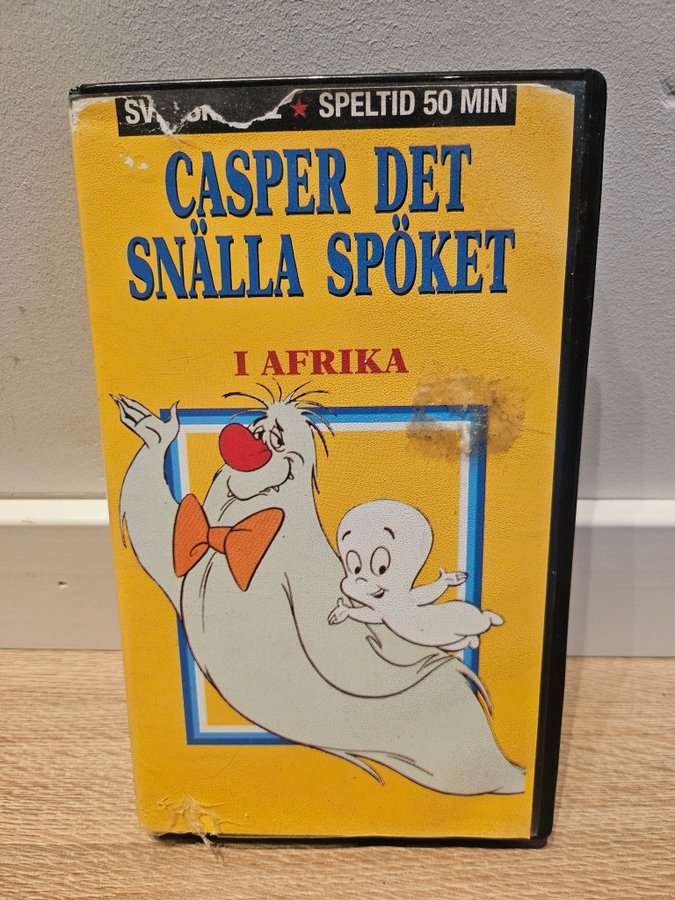 ★ SPELTID 50 MIN
CASPER DET
SNÄLLA SPÖKET
I AFRIKA